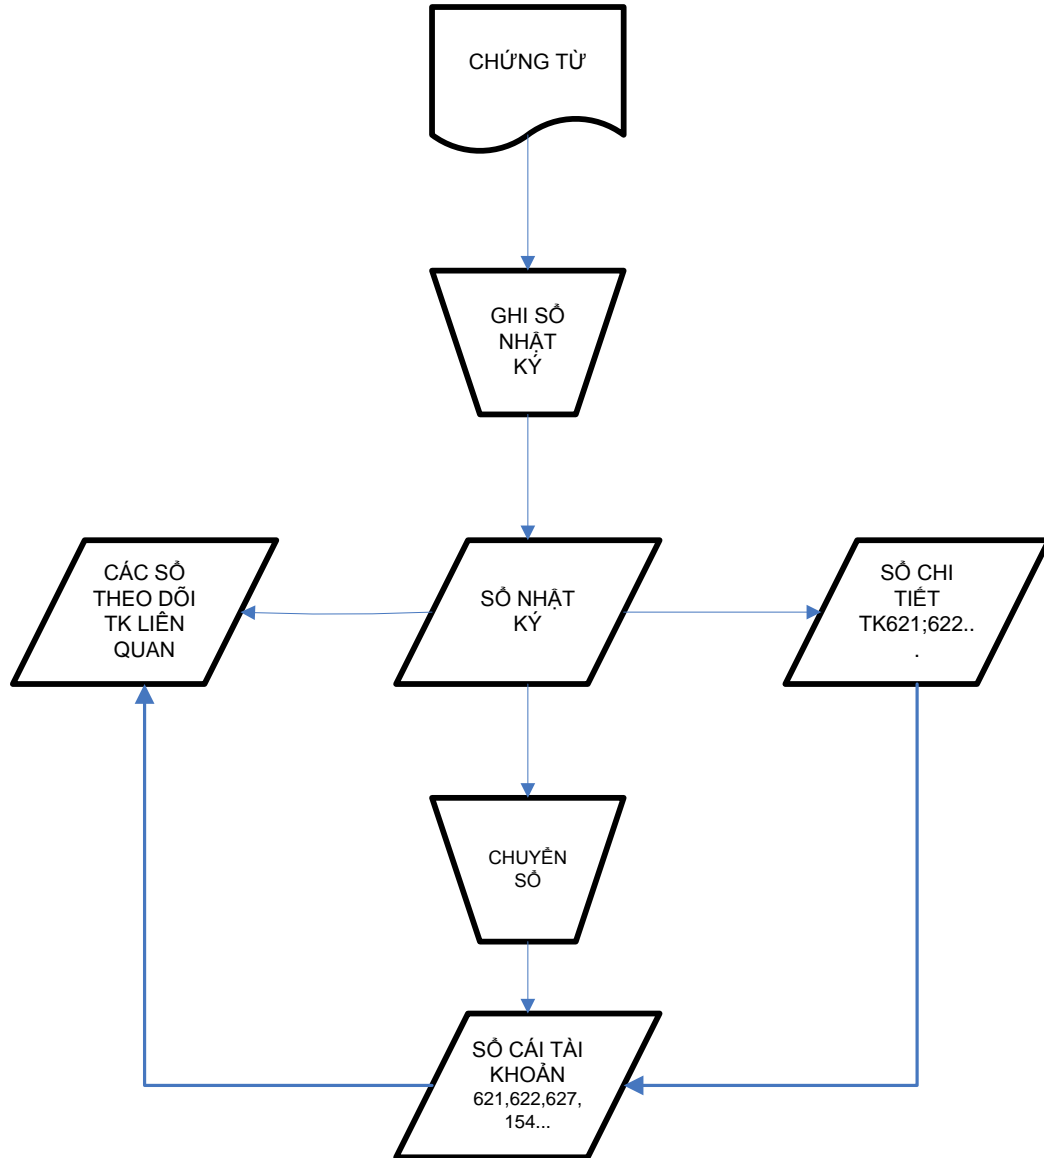 CHỨNG TỪ
GHI SỔ
NHẬT
KÝ
CÁC SỔ
THEO DÕI
TK LIÊN
QUAN
SỔ NHẬT
KÝ
SỔ CHI
TIẾT
TK621;622..
.
CHUYỂN
SỔ
SỔ CÁI TÀI
KHOẢN
621,622,627,
154...